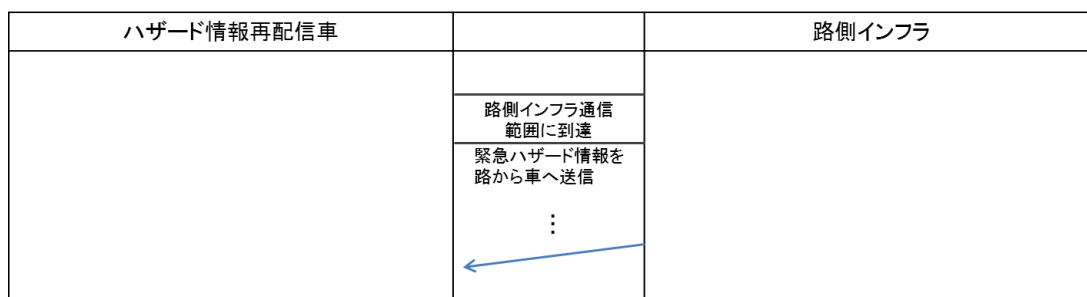 ハザード情報再配信車
路側インフラ
路側インフラ通信
範囲に到達
緊急ハザード情報を
路から車へ送信
⋮